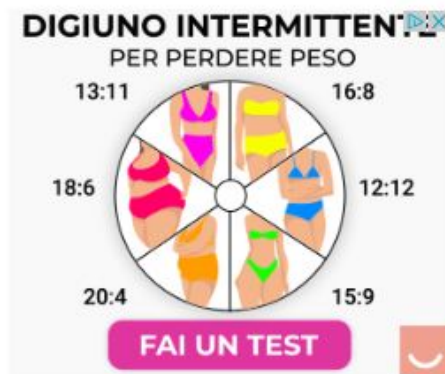 DIGIUNO INTERMITTENTE
PER PERDERE PESO
13:11
16:8
18:6
12:12
20:4
15:9
FAI UN TEST